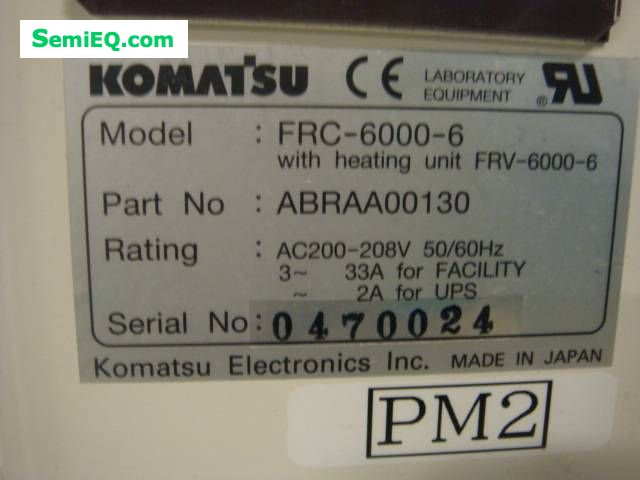 SemiEQ.com
KOMATSU CE LABORATORY EQUIPMENT ® RU
Model : FRC-6000-6
with heating unit FRV-6000-6
Part No : ABRAA00130
Rating : AC200-208V 50/60Hz
3~ 33A for FACILITY
~ 2A for UPS
Serial No: 0470024
Komatsu Electronics Inc. MADE IN JAPAN
PM2